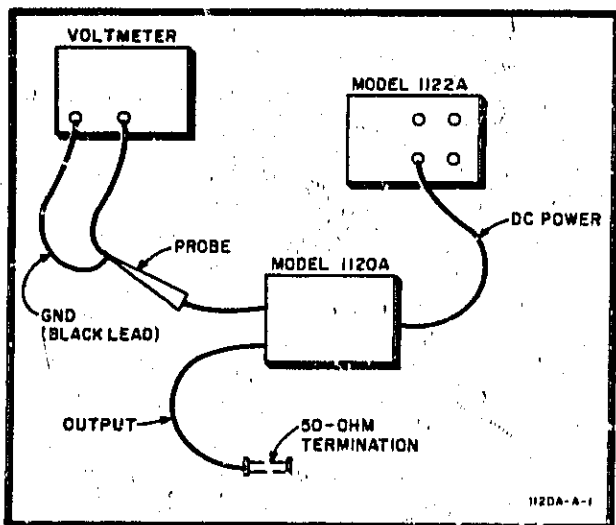 VOLTMETER
MODEL 1122A
DC POWER
PROBE
MODEL 1120A
GND
(BLACK LEAD)
OUTPUT
50-OHM
TERMINATION
1120A-A-1